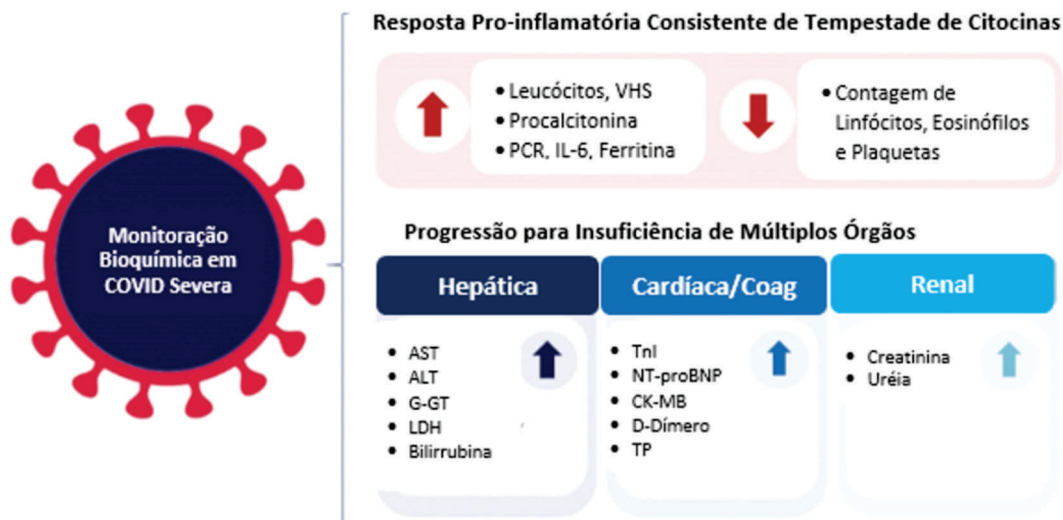 Resposta Pro-inflamatória Consistente de Tempestade de Citocinas
• Leucócitos, VHS
• Procalcitonina
• PCR, IL-6, Ferritina
• Contagem de
Linfócitos, Eosinófilos
e Plaquetas
Monitoração
Bioquímica em
COVID Severa
Progressão para Insuficiência de Múltiplos Órgãos
Hepática
• AST
• ALT
• G-GT
• LDH
• Bilirrubina
Cardíaca/Coag
• TnI
• NT-proBNP
• CK-MB
• D-Dímero
• TP
Renal
• Creatinina
• Uréia